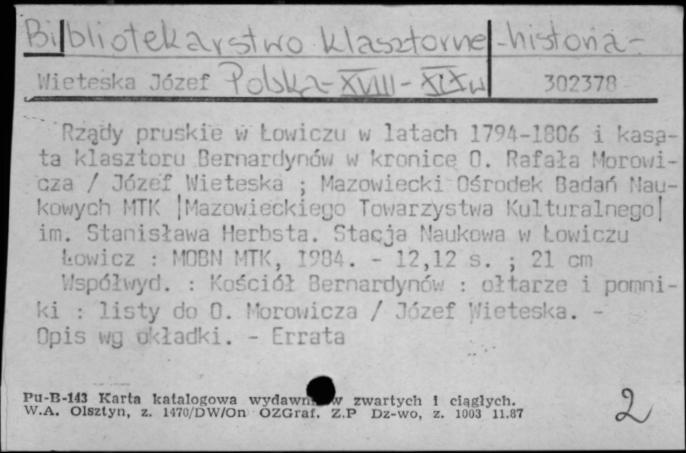 Bibliotekarstwo klasztorne - historia -
Wieteska Józef Polska - XVIII - XIX w 302378
Rządy pruskie w Łowiczu w latach 1794-1806 i kasa-
ta klasztoru Bernardynów w kronice O. Rafała Morowi-
cza / Józef Wieteska ; Mazowiecki Ośrodek Badań Nau-
kowych MTK |Mazowieckiego Towarzystwa Kulturalnego|
im. Stanisława Herbsta. Stacja Naukowa w Łowiczu
Łowicz : MOBN MTK, 1984. - 12,12 s. ; 21 cm
Współwyd. : Kościół Bernardynów : ołtarze i pomni-
ki : listy do O. Morowicza / Józef Wieteska. -
Opis wg okładki. - Errata
Pu-B-143 Karta katalogowa wydawn w zwartych i ciągłych.
W.A. Olsztyn, z. 1470/DW/On OZGraf. Z.P Dz-wo, z. 1003 11.87
2